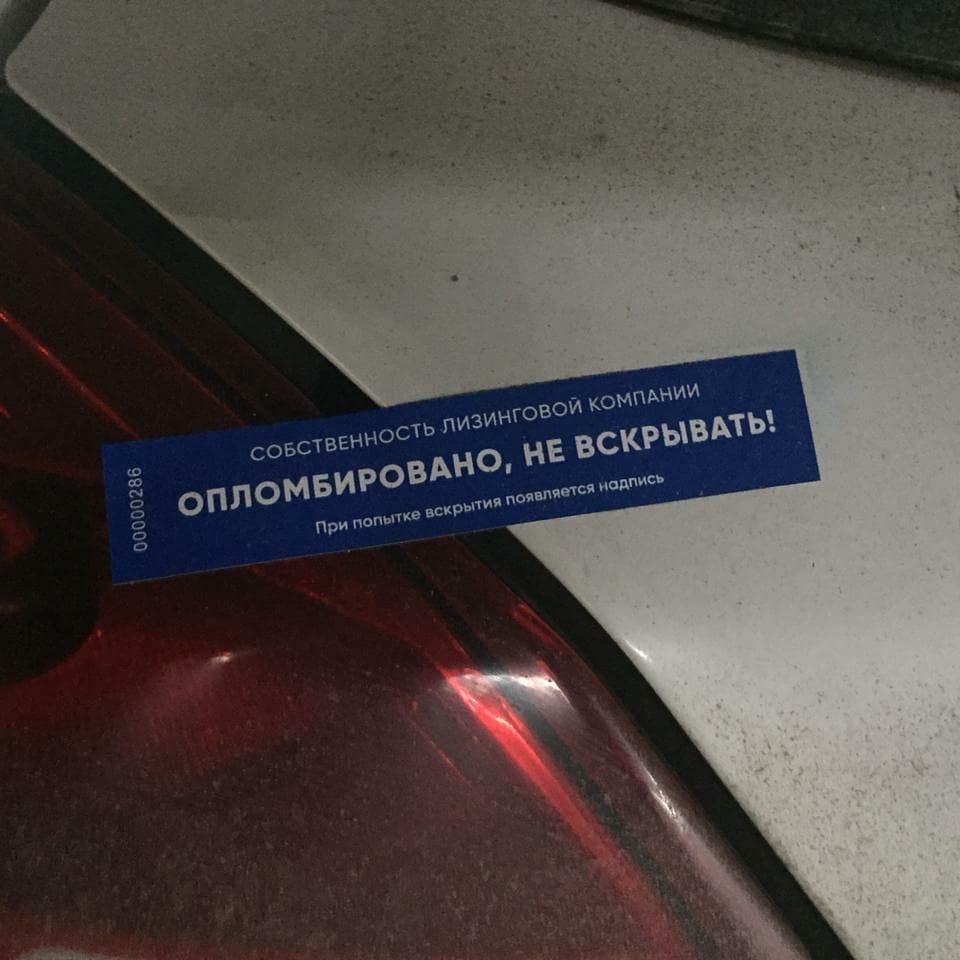 СОБСТВЕННОСТЬ ЛИЗИНГОВОЙ КОМПАНИИ
ОПЛОМБИРОВАНО, НЕ ВСКРЫВАТЬ!
При попытке вскрытия появляется надпись
00000286